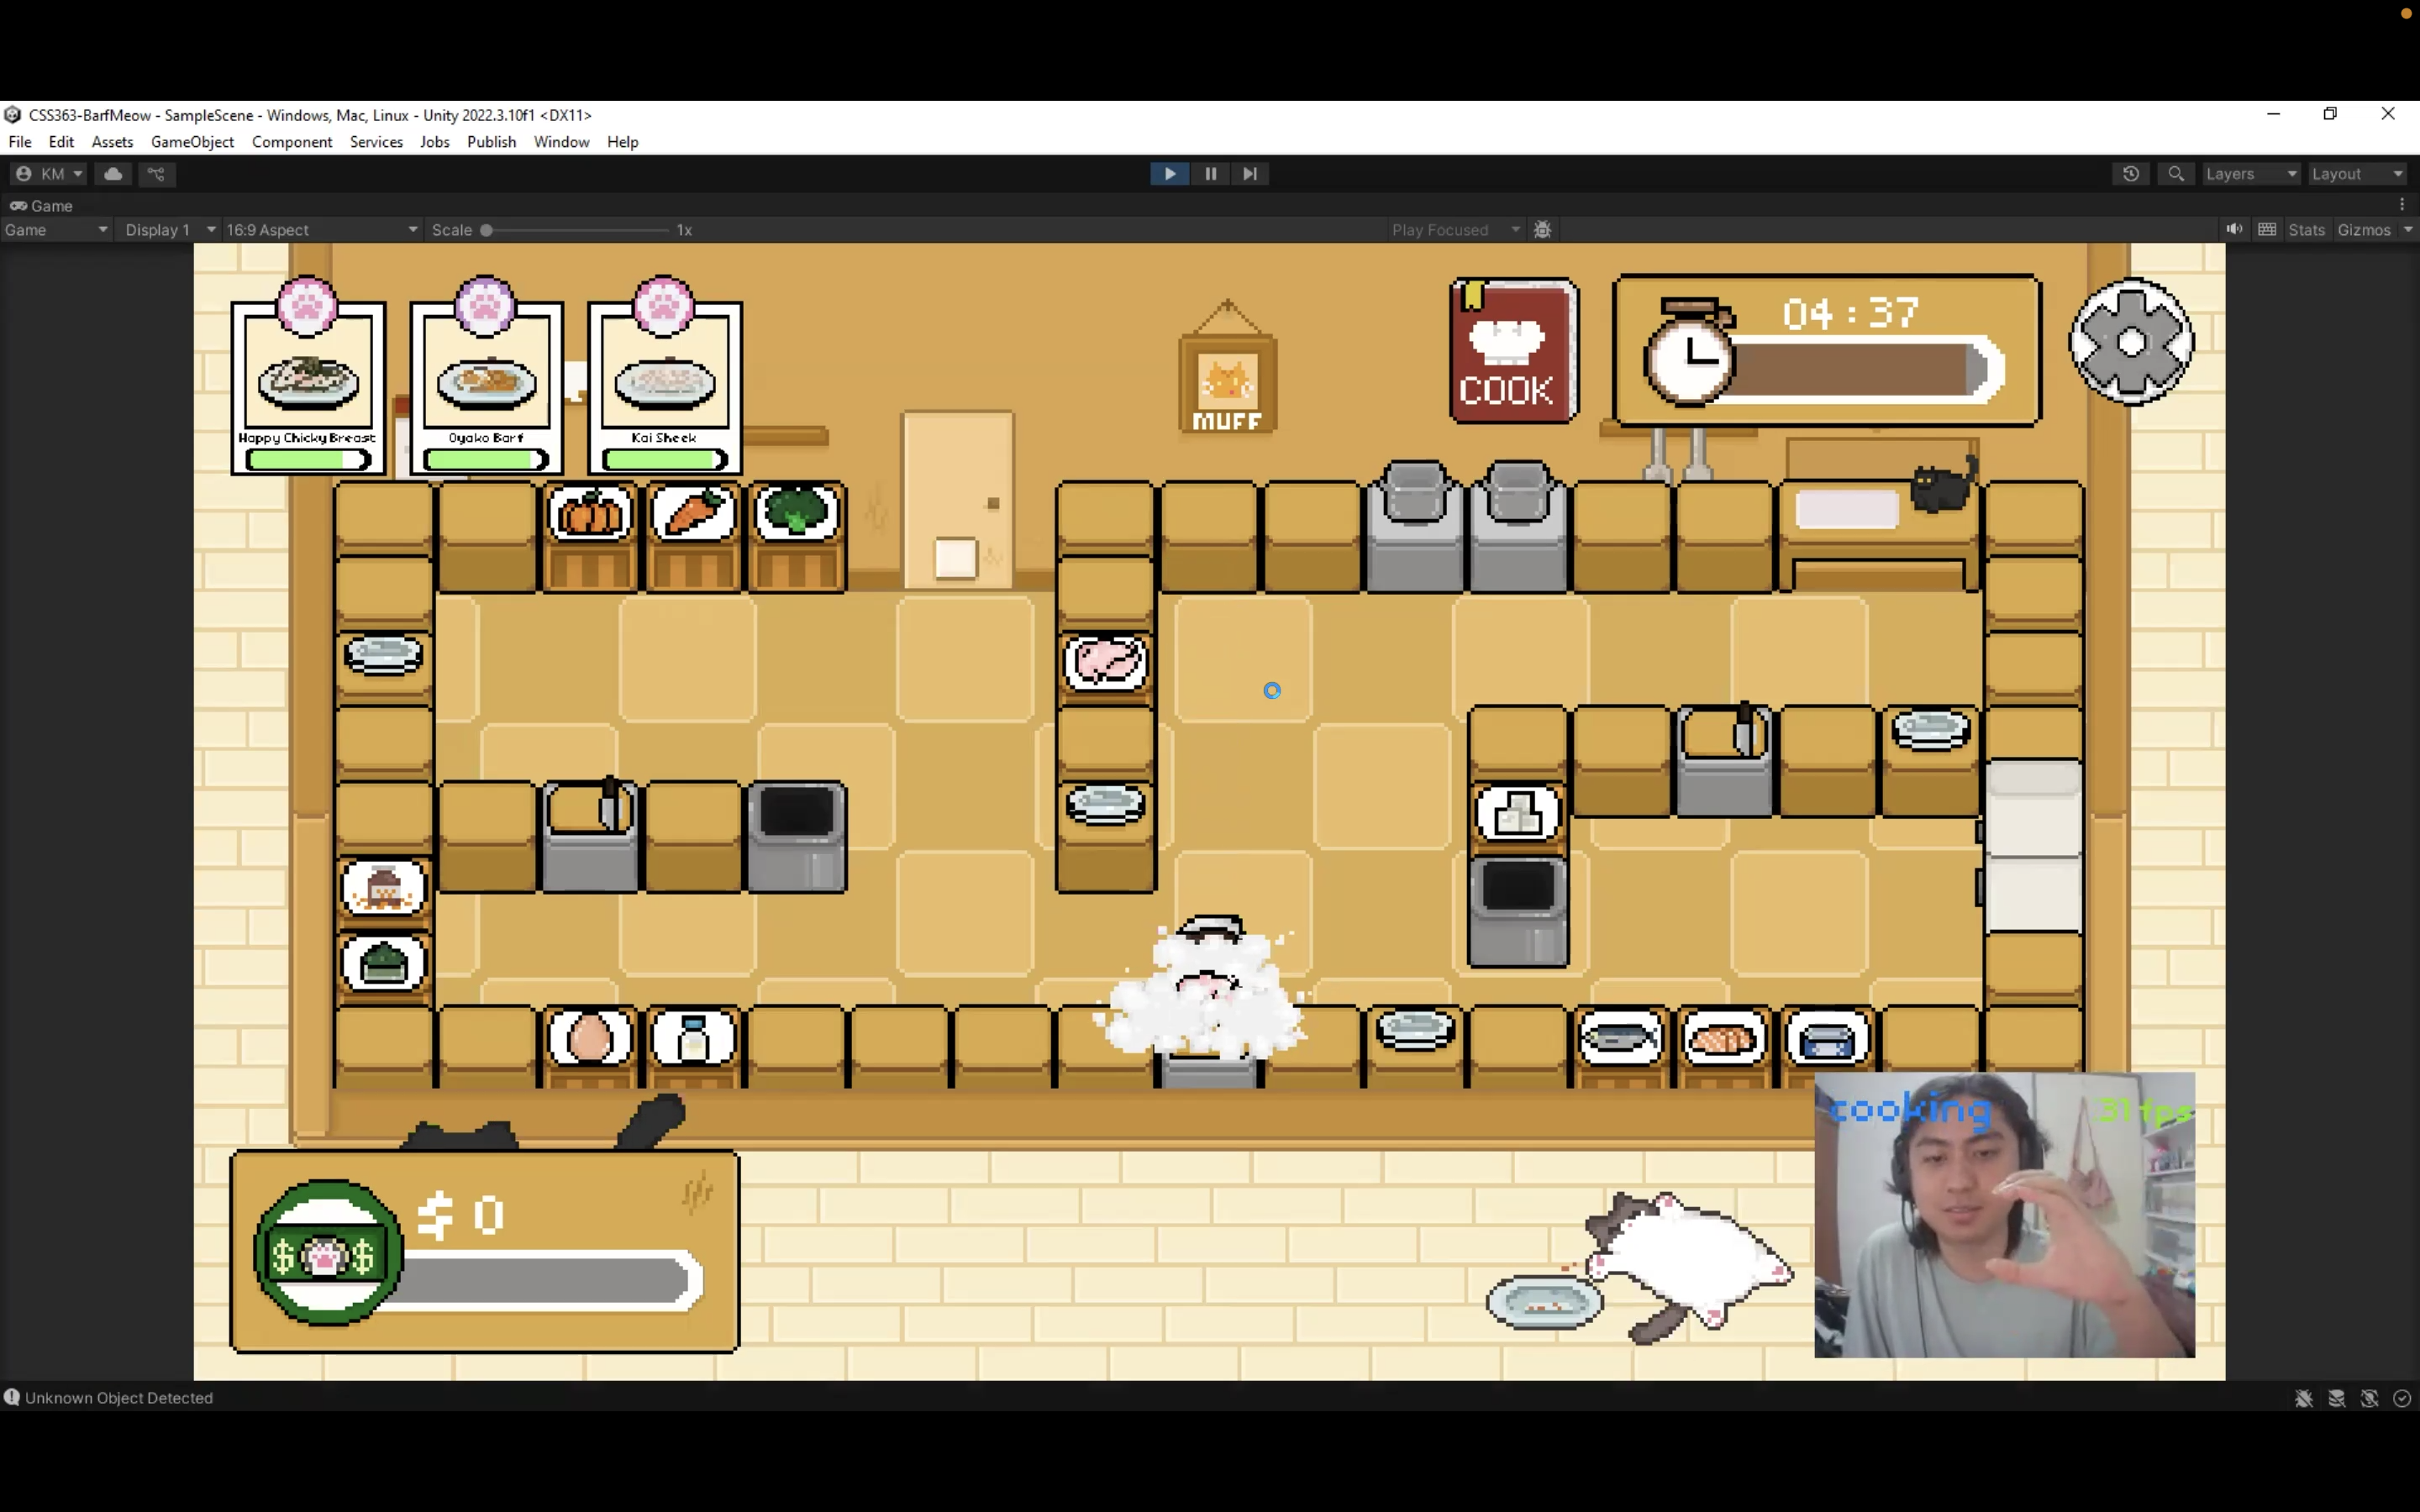 CSS363-BarfMeow - SampleScene - Windows, Mac, Linux - Unity 2022.3.10f1 <DX11>
File Edit Assets GameObject Component Services Jobs Publish Window Help
KM Layers Layout
Game
Game Display 1 16:9 Aspect Scale 1x Play Focused Stats Gizmos
04:37
COOK
MUFF
Happy Chicky Breast Oyako Barf Kai Sheek
cooking 31 fps
$ 0
$ $
Unknown Object Detected